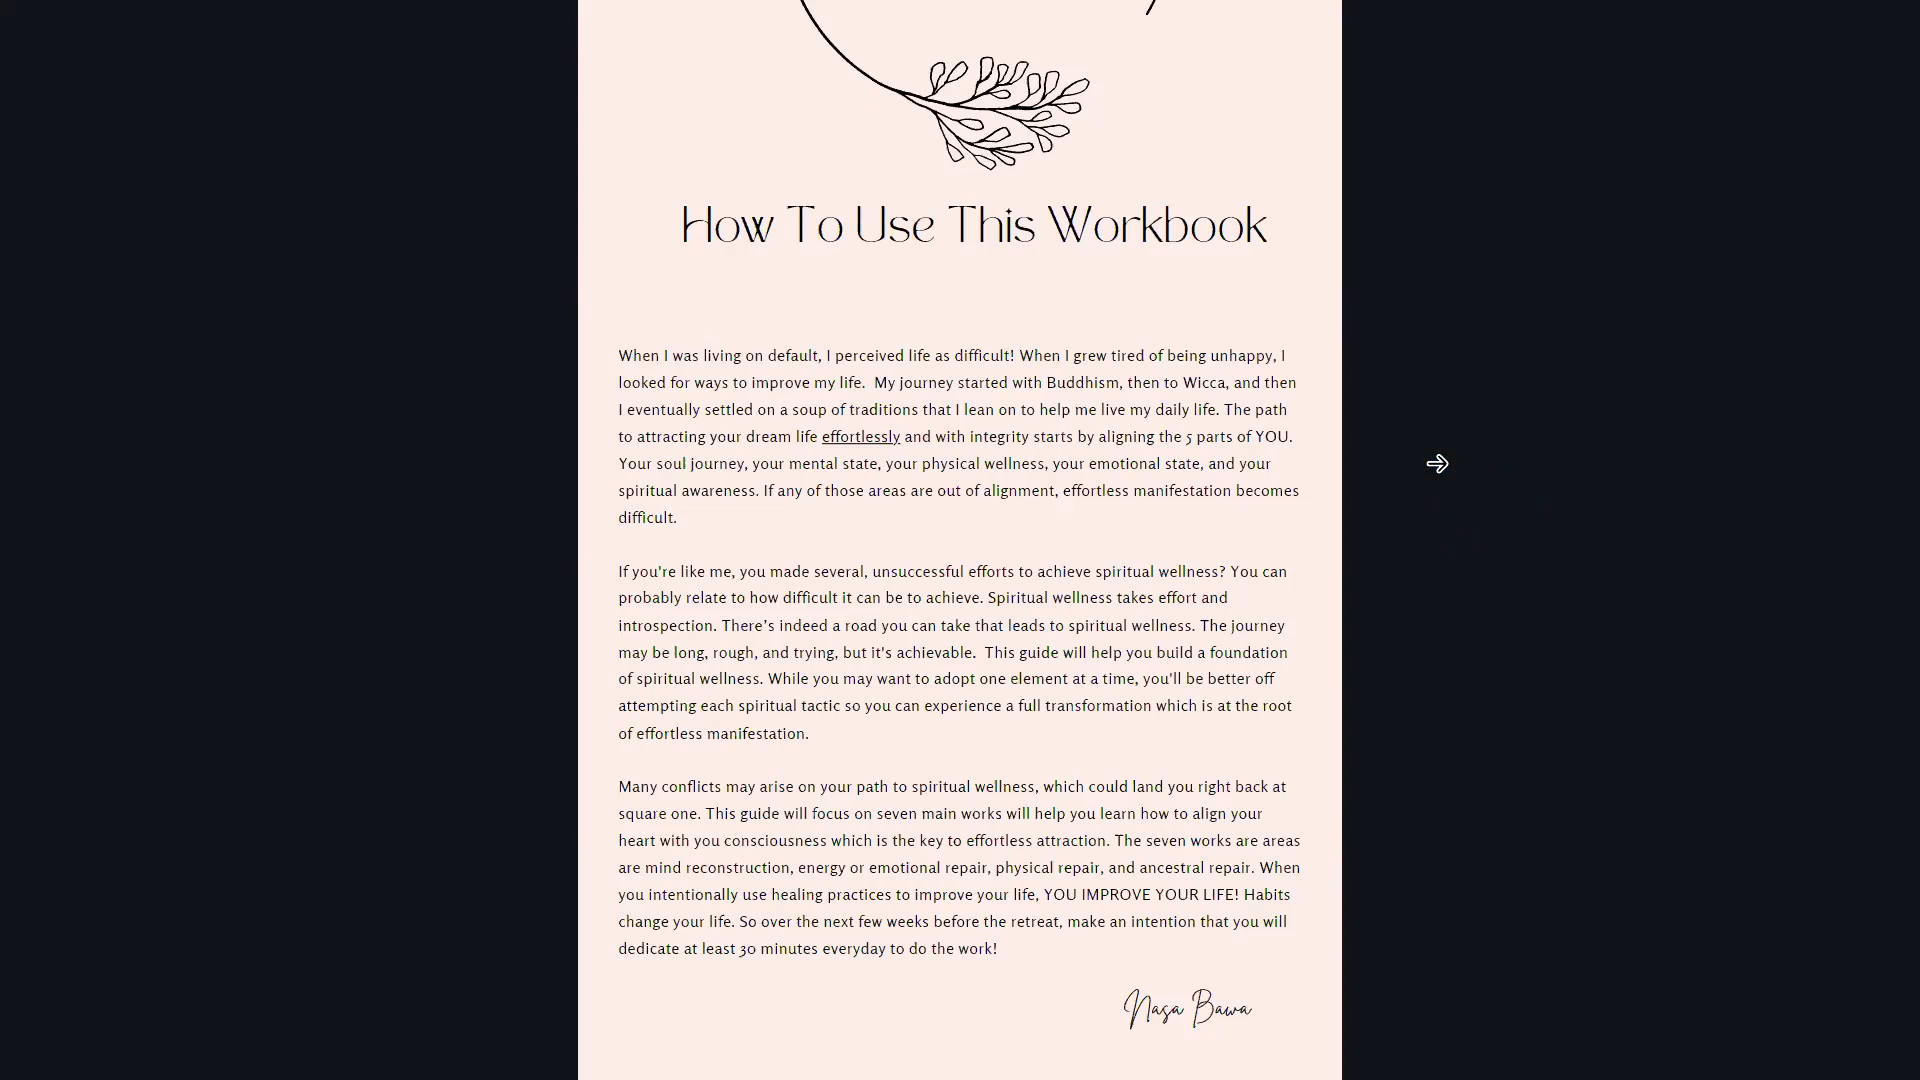 How To Use This Workbook
When I was living on default, I perceived life as difficult! When I grew tired of being unhappy, I
looked for ways to improve my life.  My journey started with Buddhism, then to Wicca, and then
I eventually settled on a soup of traditions that I lean on to help me live my daily life. The path
to attracting your dream life effortlessly and with integrity starts by aligning the 5 parts of YOU.
Your soul journey, your mental state, your physical wellness, your emotional state, and your
spiritual awareness. If any of those areas are out of alignment, effortless manifestation becomes
difficult.
If you're like me, you made several, unsuccessful efforts to achieve spiritual wellness? You can
probably relate to how difficult it can be to achieve. Spiritual wellness takes effort and
introspection. There’s indeed a road you can take that leads to spiritual wellness. The journey
may be long, rough, and trying, but it's achievable.  This guide will help you build a foundation
of spiritual wellness. While you may want to adopt one element at a time, you'll be better off
attempting each spiritual tactic so you can experience a full transformation which is at the root
of effortless manifestation.
Many conflicts may arise on your path to spiritual wellness, which could land you right back at
square one. This guide will focus on seven main works will help you learn how to align your
heart with you consciousness which is the key to effortless attraction. The seven works are areas
are mind reconstruction, energy or emotional repair, physical repair, and ancestral repair. When
you intentionally use healing practices to improve your life, YOU IMPROVE YOUR LIFE! Habits
change your life. So over the next few weeks before the retreat, make an intention that you will
dedicate at least 30 minutes everyday to do the work!
Nasa Bawa